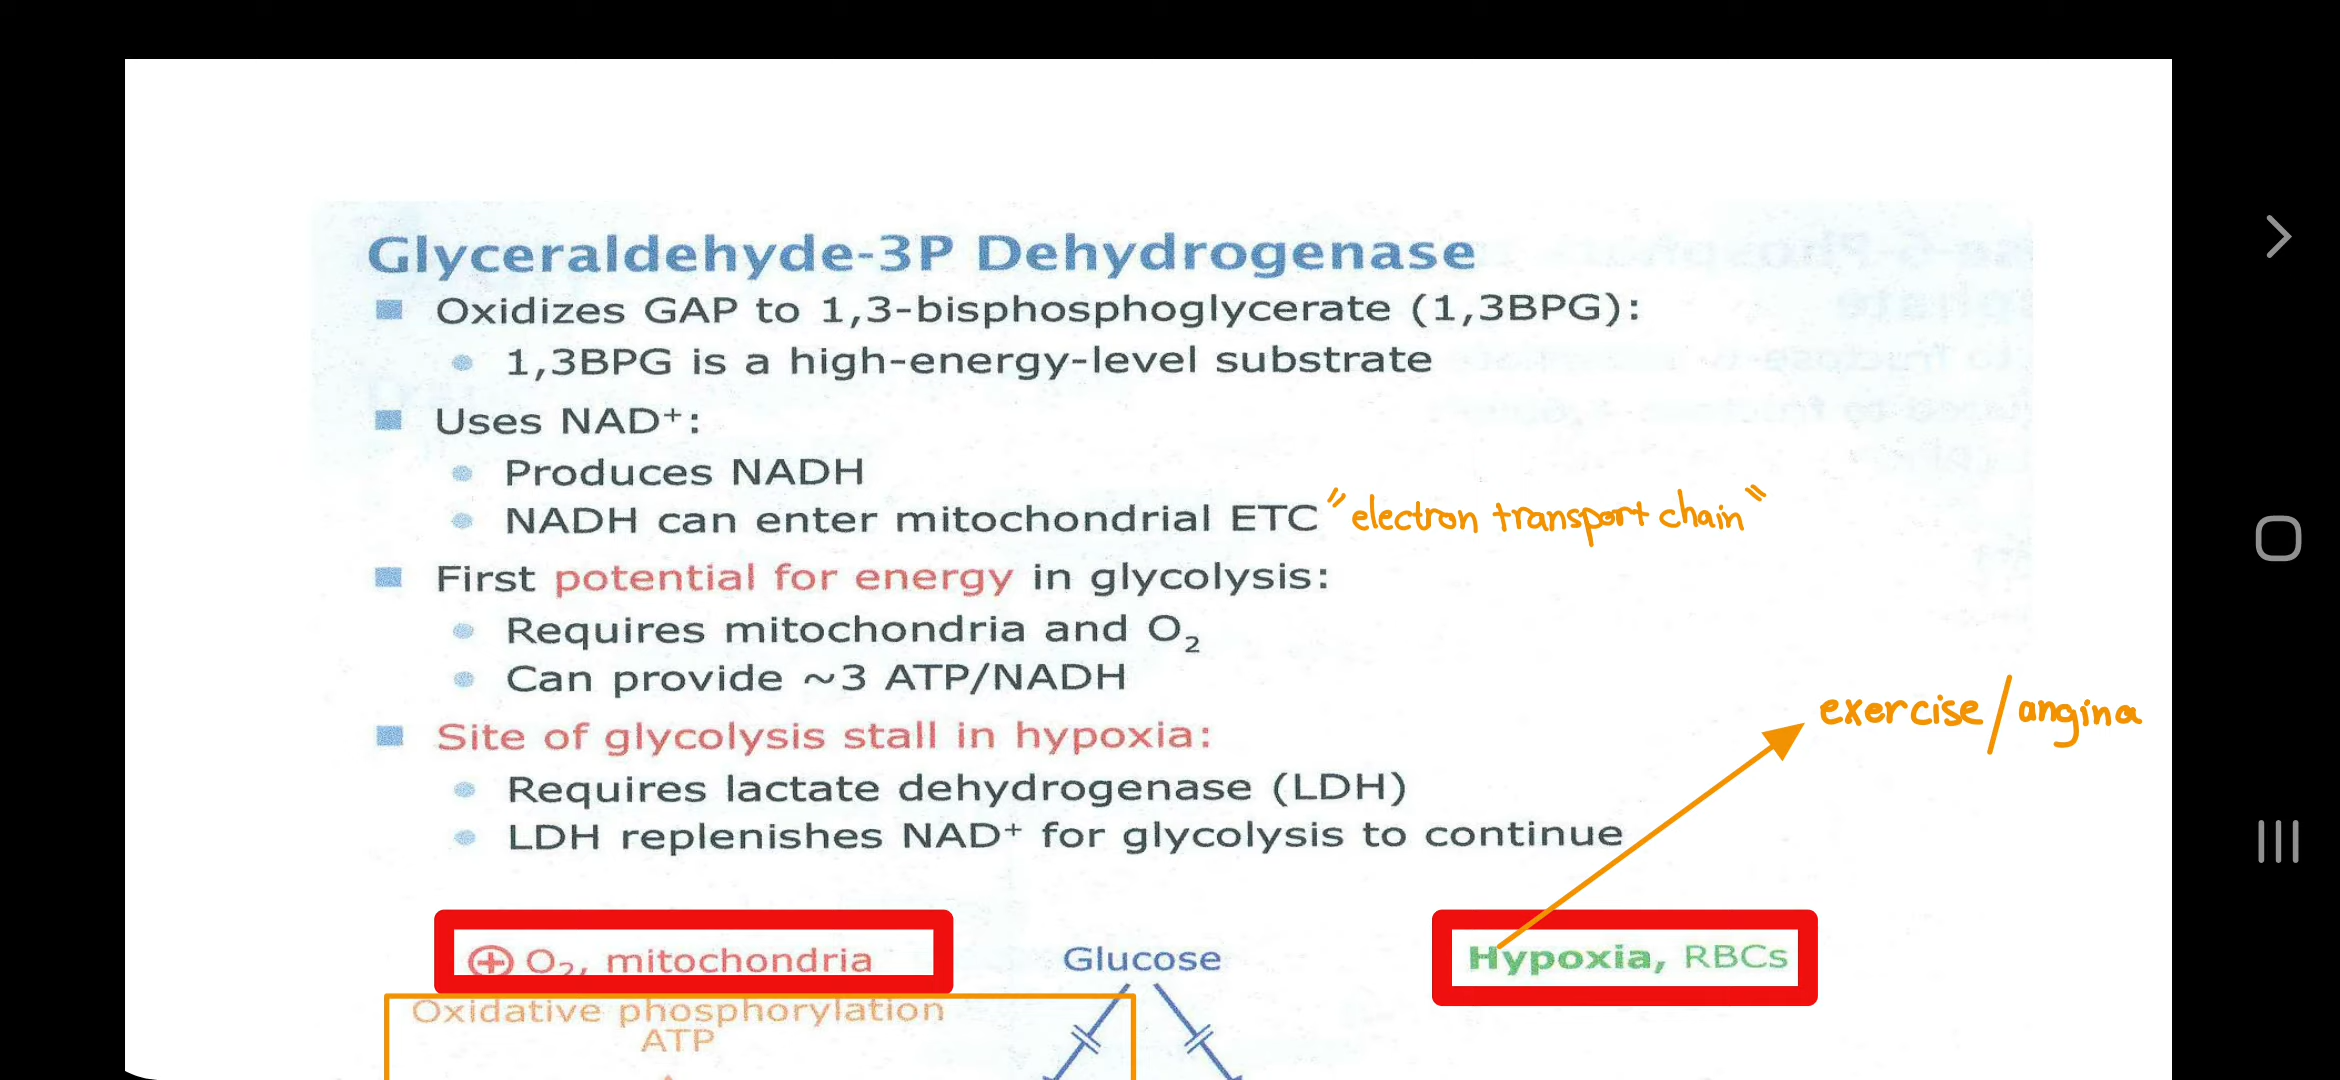 Glyceraldehyde-3P Dehydrogenase
Oxidizes GAP to 1,3-bisphosphoglycerate (1,3BPG):
1,3BPG is a high-energy-level substrate
Uses NAD⁺:
Produces NADH
NADH can enter mitochondrial ETC "electron transport chain"
First potential for energy in glycolysis:
Requires mitochondria and O₂
Can provide ~3 ATP/NADH
exercise/angina
Site of glycolysis stall in hypoxia:
Requires lactate dehydrogenase (LDH)
LDH replenishes NAD⁺ for glycolysis to continue
⊕ O₂, mitochondria
Glucose
Hypoxia, RBCs
Oxidative phosphorylation
ATP